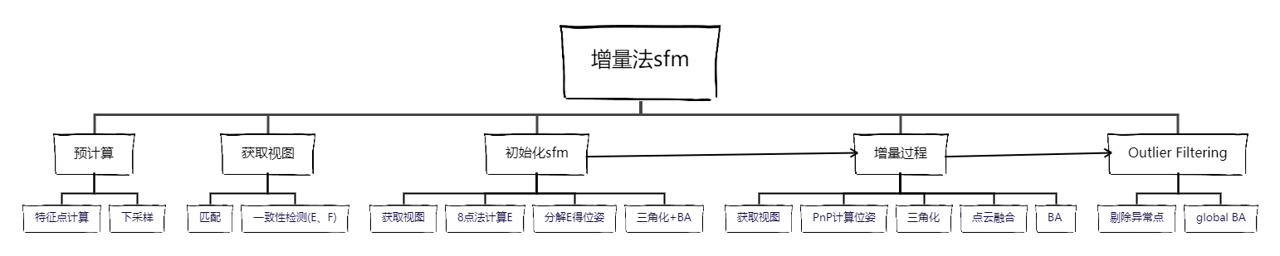 增量法sfm
预计算
获取视图
初始化sfm
增量过程
Outlier Filtering
特征点计算
下采样
匹配
一致性检测(E、F)
获取视图
8点法计算E
分解E得位姿
三角化+BA
获取视图
PnP计算位姿
三角化
点云融合
BA
剔除异常点
global BA